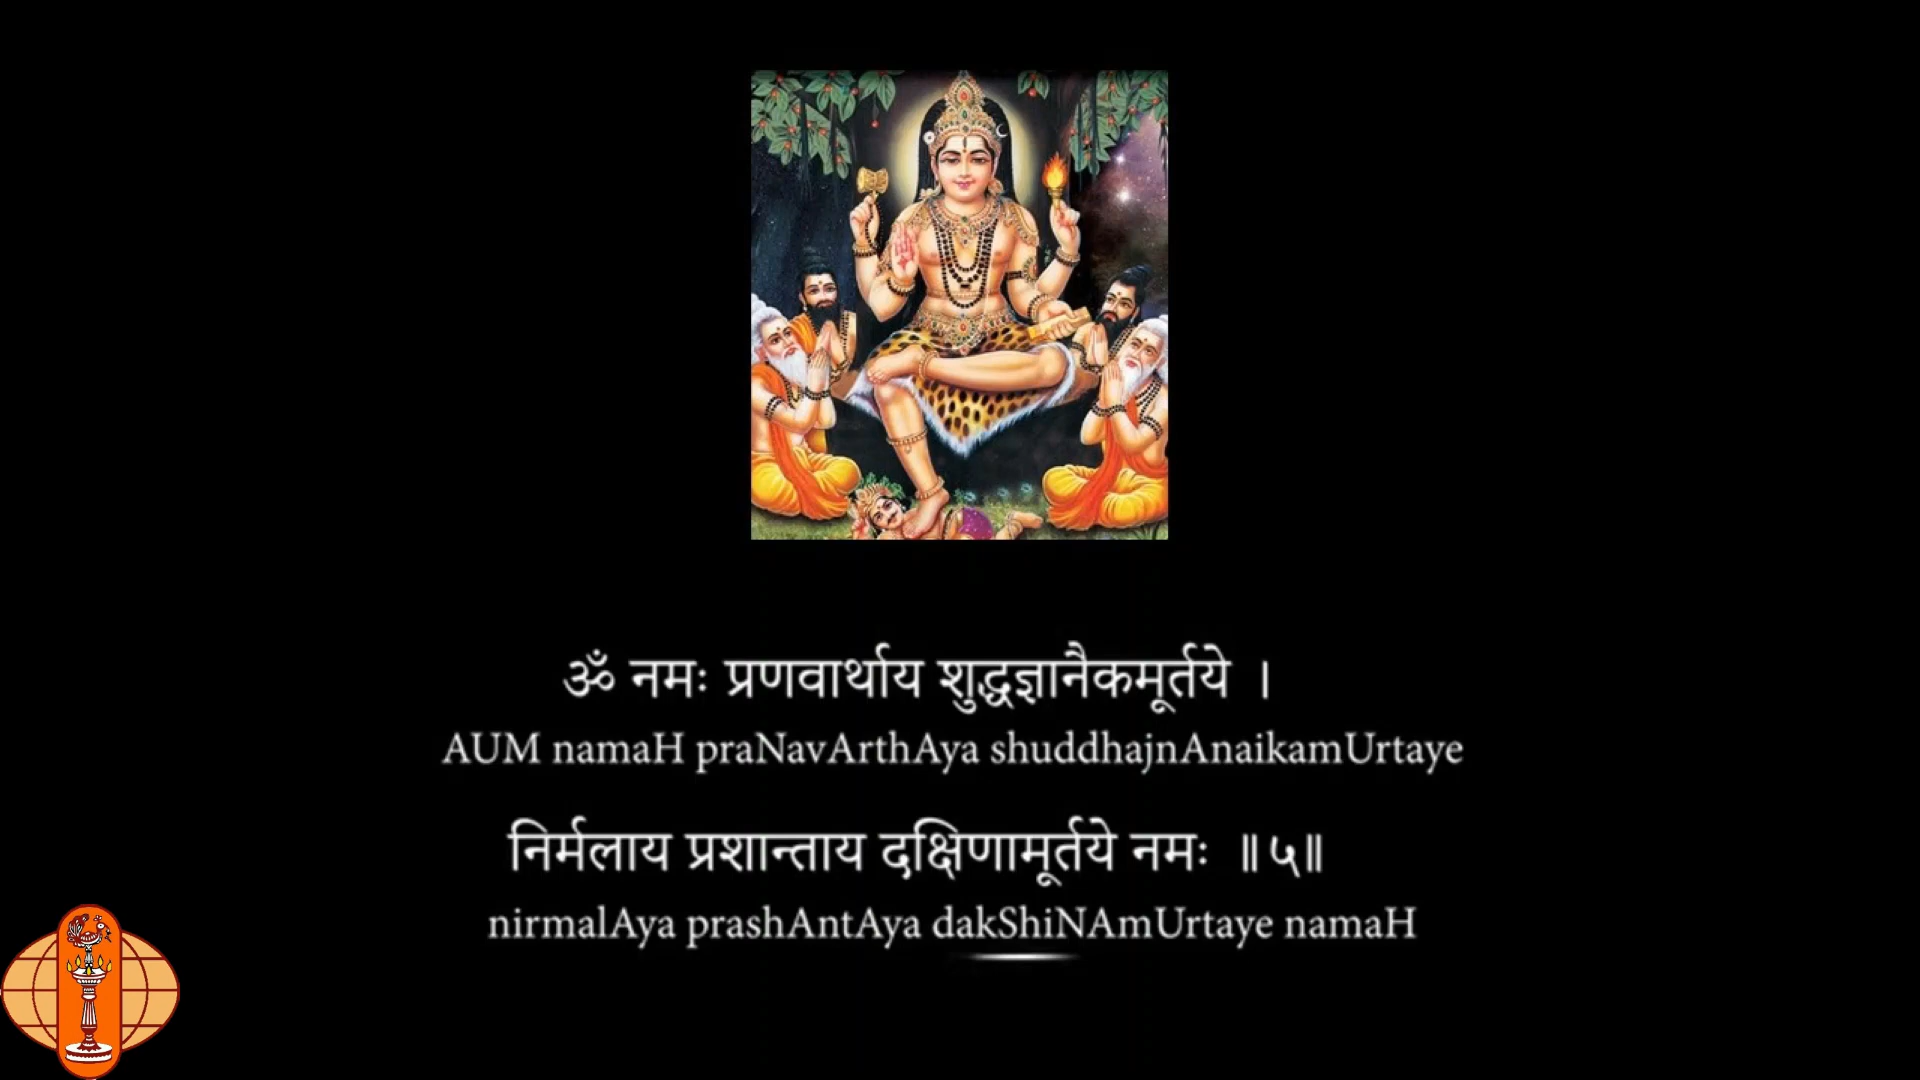 ॐ नमः प्रणवार्थाय शुद्धज्ञानैकमूर्तये ।
AUM namaH praNavArthAya shuddhajnAnaikamUrtaye
निर्मलाय प्रशान्ताय दक्षिणामूर्तये नमः ॥५॥
nirmalAya prashAntAya dakShiNAmUrtaye namaH